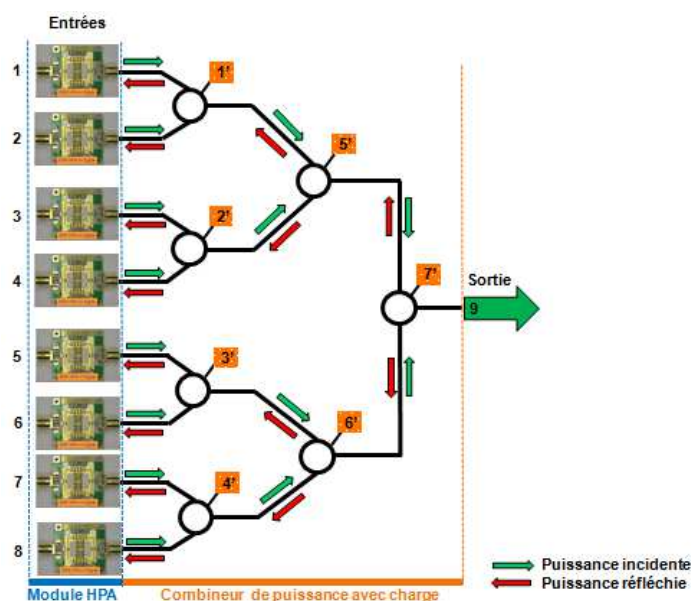 Entrées
1
1'
2
5'
3
2'
4
7'
Sortie
9
5
3'
6
6'
7
4'
8
Puissance incidente
Puissance réfléchie
Module HPA
Combineur de puissance avec charge